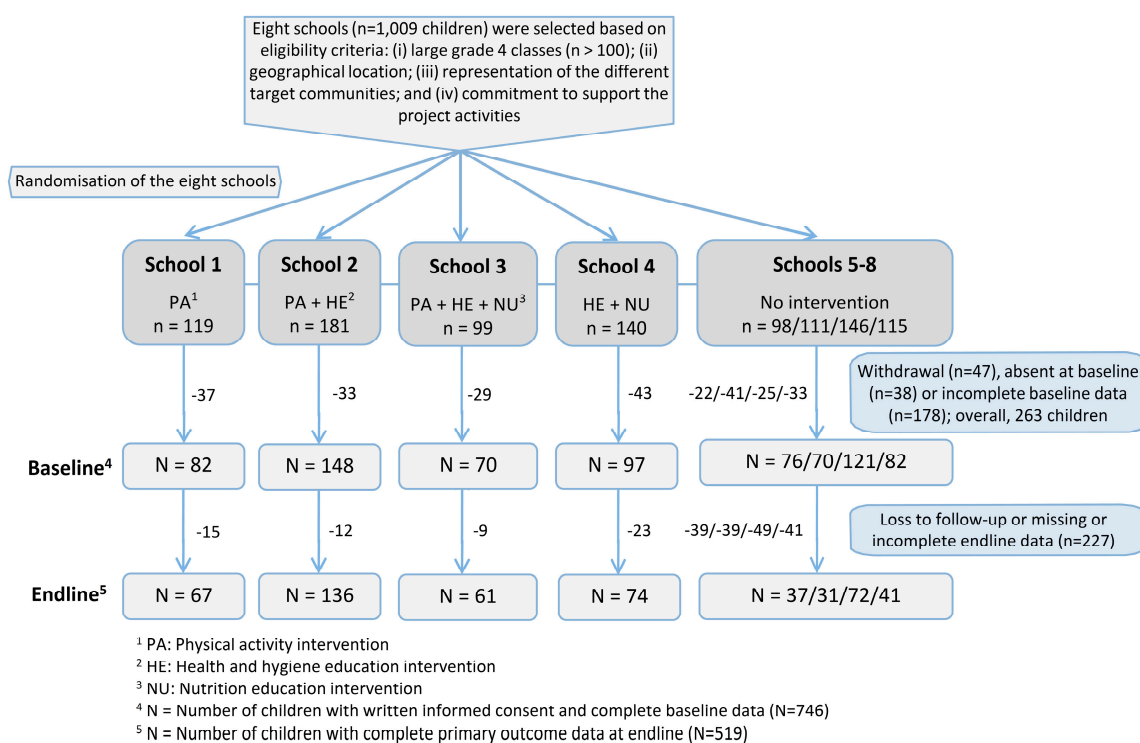 Eight schools (n=1,009 children) were selected based on
eligibility criteria: (i) large grade 4 classes (n > 100); (ii)
geographical location; (iii) representation of the different
target communities; and (iv) commitment to support the
project activities
Randomisation of the eight schools
School 1
PA¹
n = 119
School 2
PA + HE²
n = 181
School 3
PA + HE + NU³
n = 99
School 4
HE + NU
n = 140
Schools 5-8
No intervention
n = 98/111/146/115
-37
-33
-29
-43
-22/-41/-25/-33
Withdrawal (n=47), absent at baseline
(n=38) or incomplete baseline data
(n=178); overall, 263 children
Baseline⁴
N = 82
N = 148
N = 70
N = 97
N = 76/70/121/82
-15
-12
-9
-23
-39/-39/-49/-41
Loss to follow-up or missing or
incomplete endline data (n=227)
Endline⁵
N = 67
N = 136
N = 61
N = 74
N = 37/31/72/41
¹ PA: Physical activity intervention
² HE: Health and hygiene education intervention
³ NU: Nutrition education intervention
⁴ N = Number of children with written informed consent and complete baseline data (N=746)
⁵ N = Number of children with complete primary outcome data at endline (N=519)